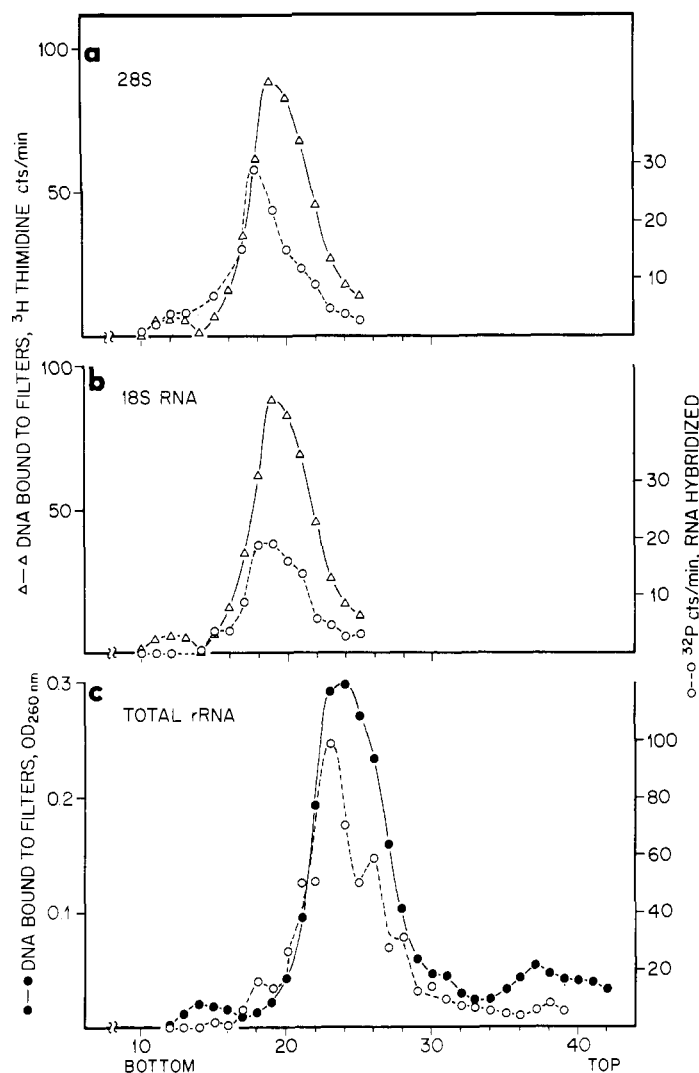 a
28S
100
50
30
20
10
b
18S RNA
100
50
30
20
10
c
TOTAL rRNA
0.3
0.2
0.1
100
80
60
40
20
10
20
30
40
BOTTOM
TOP
△—△ DNA BOUND TO FILTERS, ³H THIMIDINE cts/min
●—● DNA BOUND TO FILTERS, OD260 nm
○--○ ³²P cts/min, RNA HYBRIDIZED